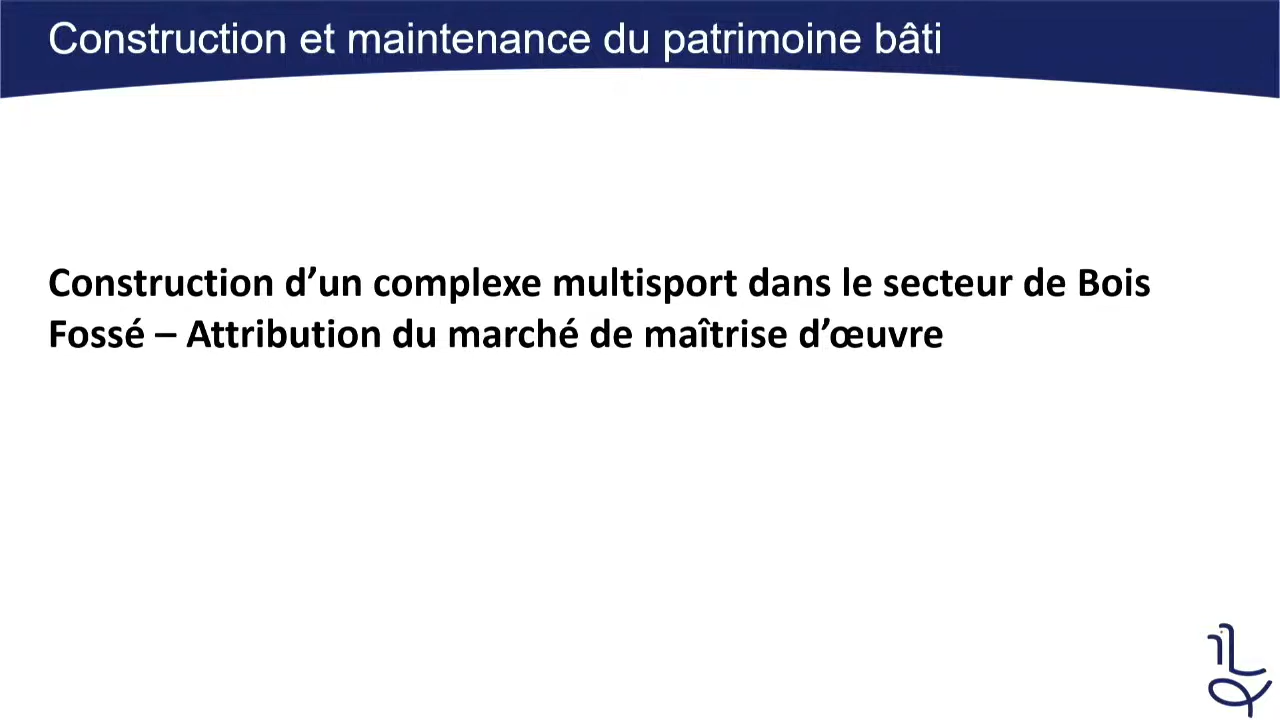 Construction et maintenance du patrimoine bâti
Construction d’un complexe multisport dans le secteur de Bois
Fossé – Attribution du marché de maîtrise d’œuvre